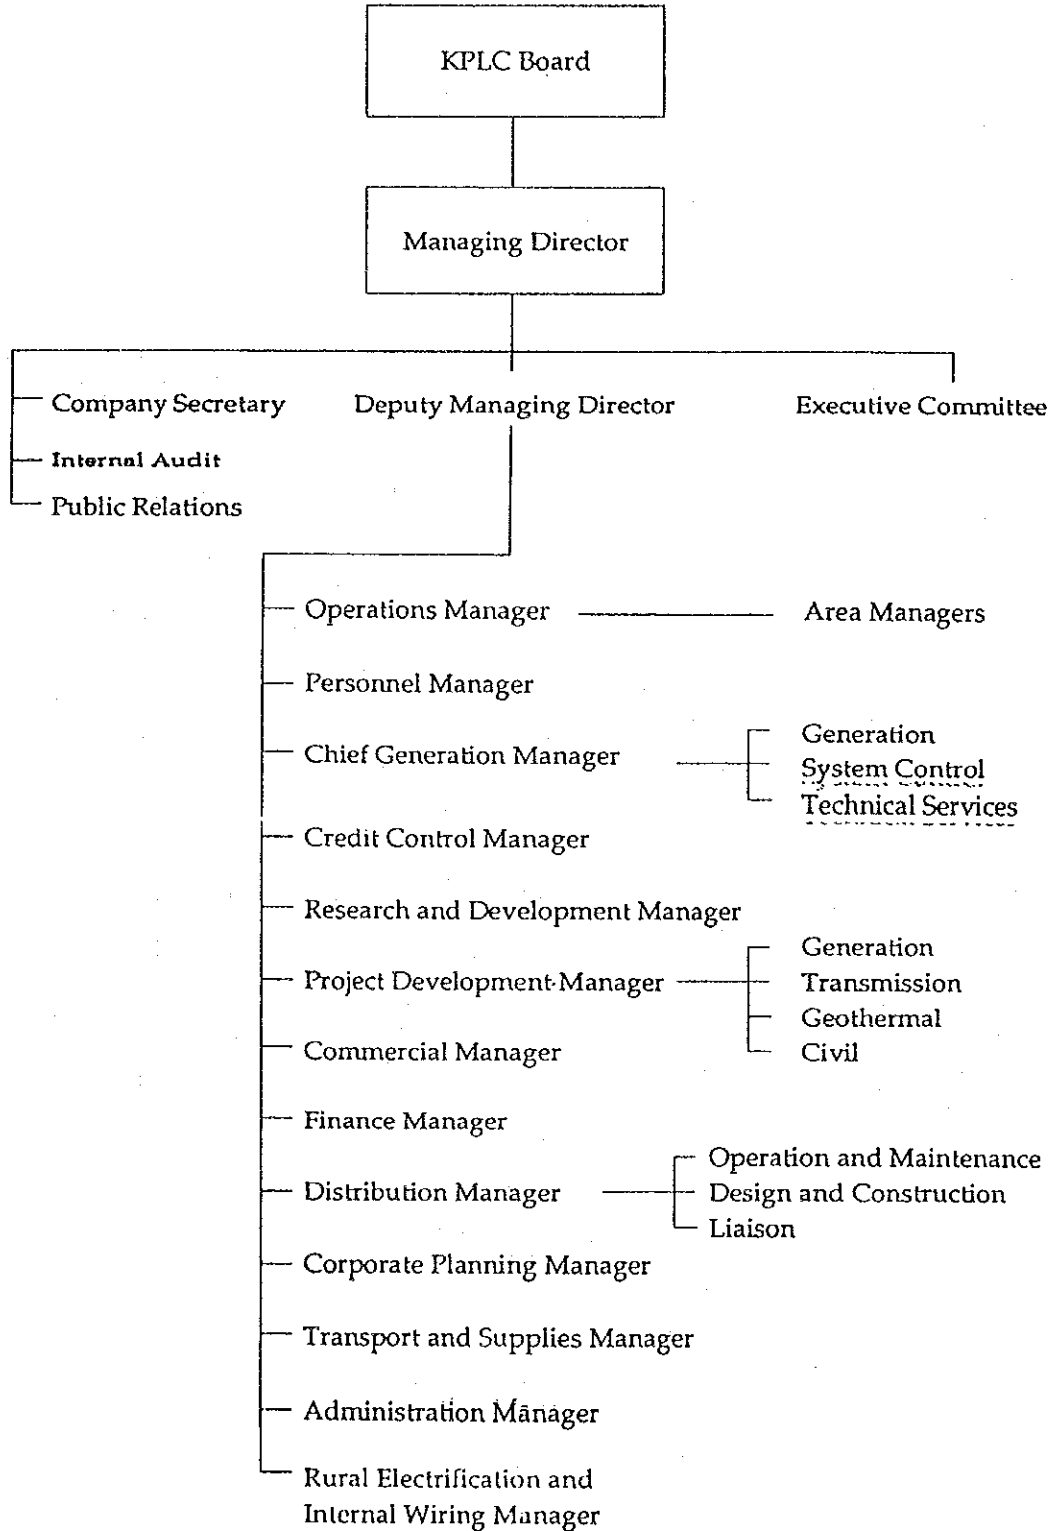 KPLC Board
Managing Director
Company Secretary
Deputy Managing Director
Executive Committee
Internal Audit
Public Relations
Operations Manager
Area Managers
Personnel Manager
Chief Generation Manager
Generation
System Control
Technical Services
Credit Control Manager
Research and Development Manager
Project Development Manager
Generation
Transmission
Geothermal
Civil
Commercial Manager
Finance Manager
Distribution Manager
Operation and Maintenance
Design and Construction
Liaison
Corporate Planning Manager
Transport and Supplies Manager
Administration Manager
Rural Electrification and
Internal Wiring Manager